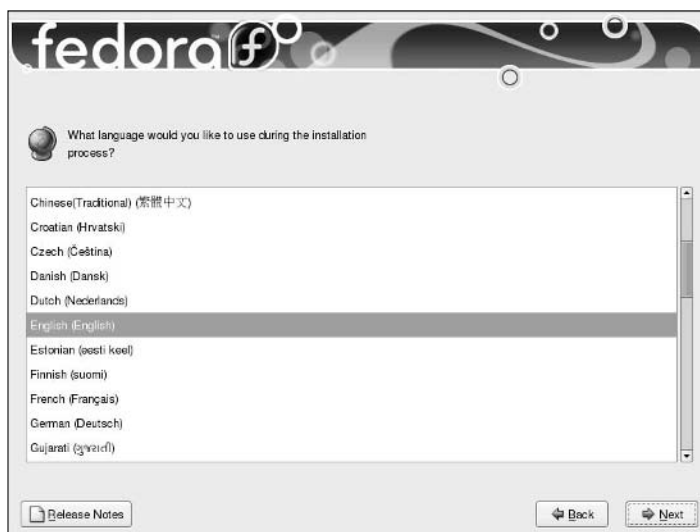 fedora
What language would you like to use during the installation
process?
Chinese(Traditional) (繁體中文)
Croatian (Hrvatski)
Czech (Čeština)
Danish (Dansk)
Dutch (Nederlands)
English (English)
Estonian (eesti keel)
Finnish (suomi)
French (Français)
German (Deutsch)
Gujarati (ગુજરાતી)
Release Notes
Back
Next